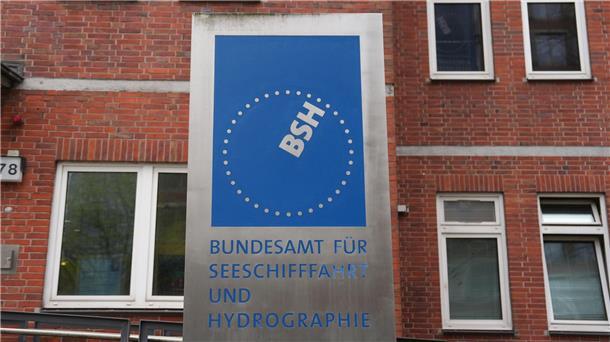 BSH
BUNDESAMT FÜR
SEESCHIFFFAHRT
UND
HYDROGRAPHIE
78